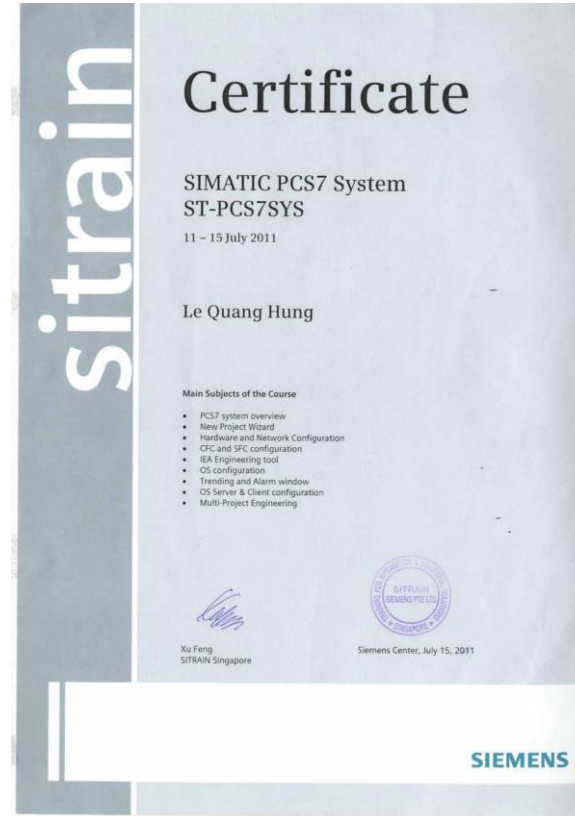 sitrain
Certificate
SIMATIC PCS7 System
ST-PCS7SYS
11 – 15 July 2011
Le Quang Hung
Main Subjects of the Course
• PCS7 system overview
• New Project Wizard
• Hardware and Network Configuration
• CFC and SFC configuration
• IEA Engineering tool
• OS configuration
• Trending and Alarm window
• OS Server & Client configuration
• Multi-Project Engineering
SITRAIN
SIEMENS PTE LTD
SINGAPORE
Xu Feng
SITRAIN Singapore
Siemens Center, July 15, 2011
SIEMENS